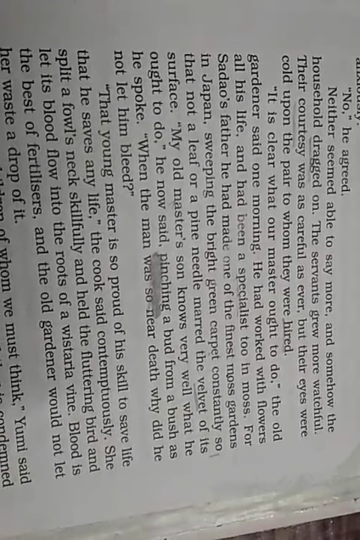 "No," he agreed.
Neither seemed able to say more, and somehow the
household dragged on. The servants grew more watchful.
Their courtesy was as careful as ever, but their eyes were
cold upon the pair to whom they were hired.
"It is clear what our master ought to do," the old
gardener said one morning. He had worked with flowers
all his life, and had been a specialist too in moss. For
Sadao's father he had made one of the finest moss gardens
in Japan, sweeping the bright green carpet constantly so
that not a leaf or a pine needle marred the velvet of its
surface. "My old master's son knows very well what he
ought to do," he now said, pinching a bud from a bush as
he spoke. "When the man was so near death why did he
not let him bleed?"
"That young master is so proud of his skill to save life
that he saves any life," the cook said contemptuously. She
split a fowl's neck skillfully and held the fluttering bird and
let its blood flow into the roots of a wistaria vine. Blood is
the best of fertilisers, and the old gardener would not let
her waste a drop of it.
of whom we must think," Yumi said
condemned